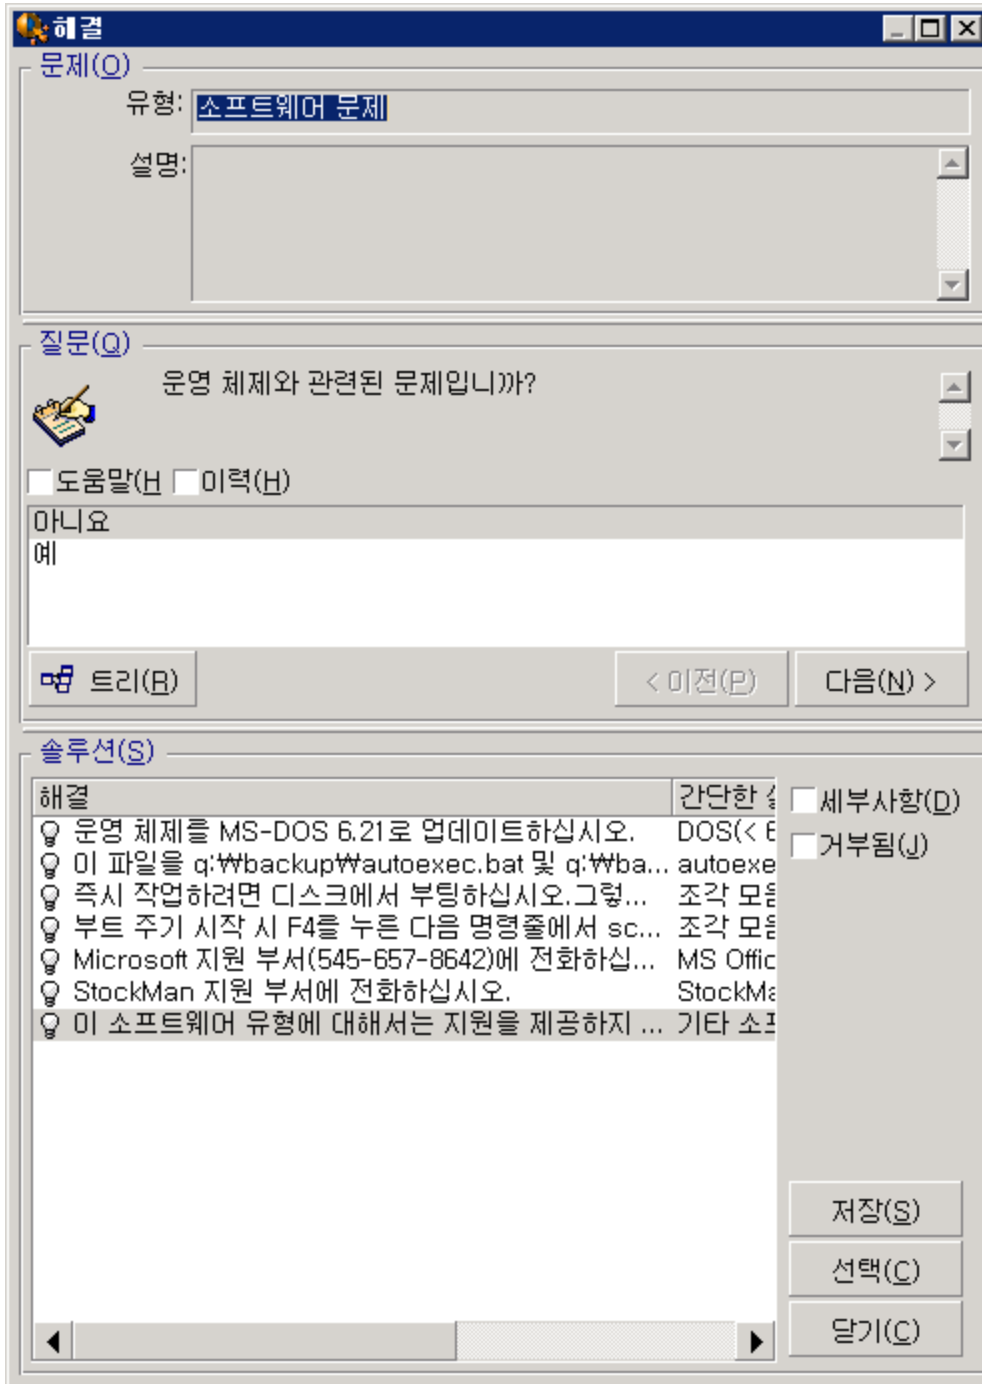 해결
문제(O)
유형: 소프트웨어 문제
설명:
질문(Q)
운영 체제와 관련된 문제입니까?
도움말(H 이력(H)
아니요
예
트리(R) < 이전(P) 다음(N) >
솔루션(S)
해결 간단한
세부사항(D)
거부됨(J)
운영 체제를 MS-DOS 6.21로 업데이트하십시오. DOS(< 6
이 파일을 q:₩backup₩autoexec.bat 및 q:₩ba... autoexe
즉시 작업하려면 디스크에서 부팅하십시오.그렇... 조각 모음
부트 주기 시작 시 F4를 누른 다음 명령줄에서 sc... 조각 모음
Microsoft 지원 부서(545-657-8642)에 전화하십... MS Offic
StockMan 지원 부서에 전화하십시오. StockMa
이 소프트웨어 유형에 대해서는 지원을 제공하지 ... 기타 소프
저장(S)
선택(C)
닫기(C)